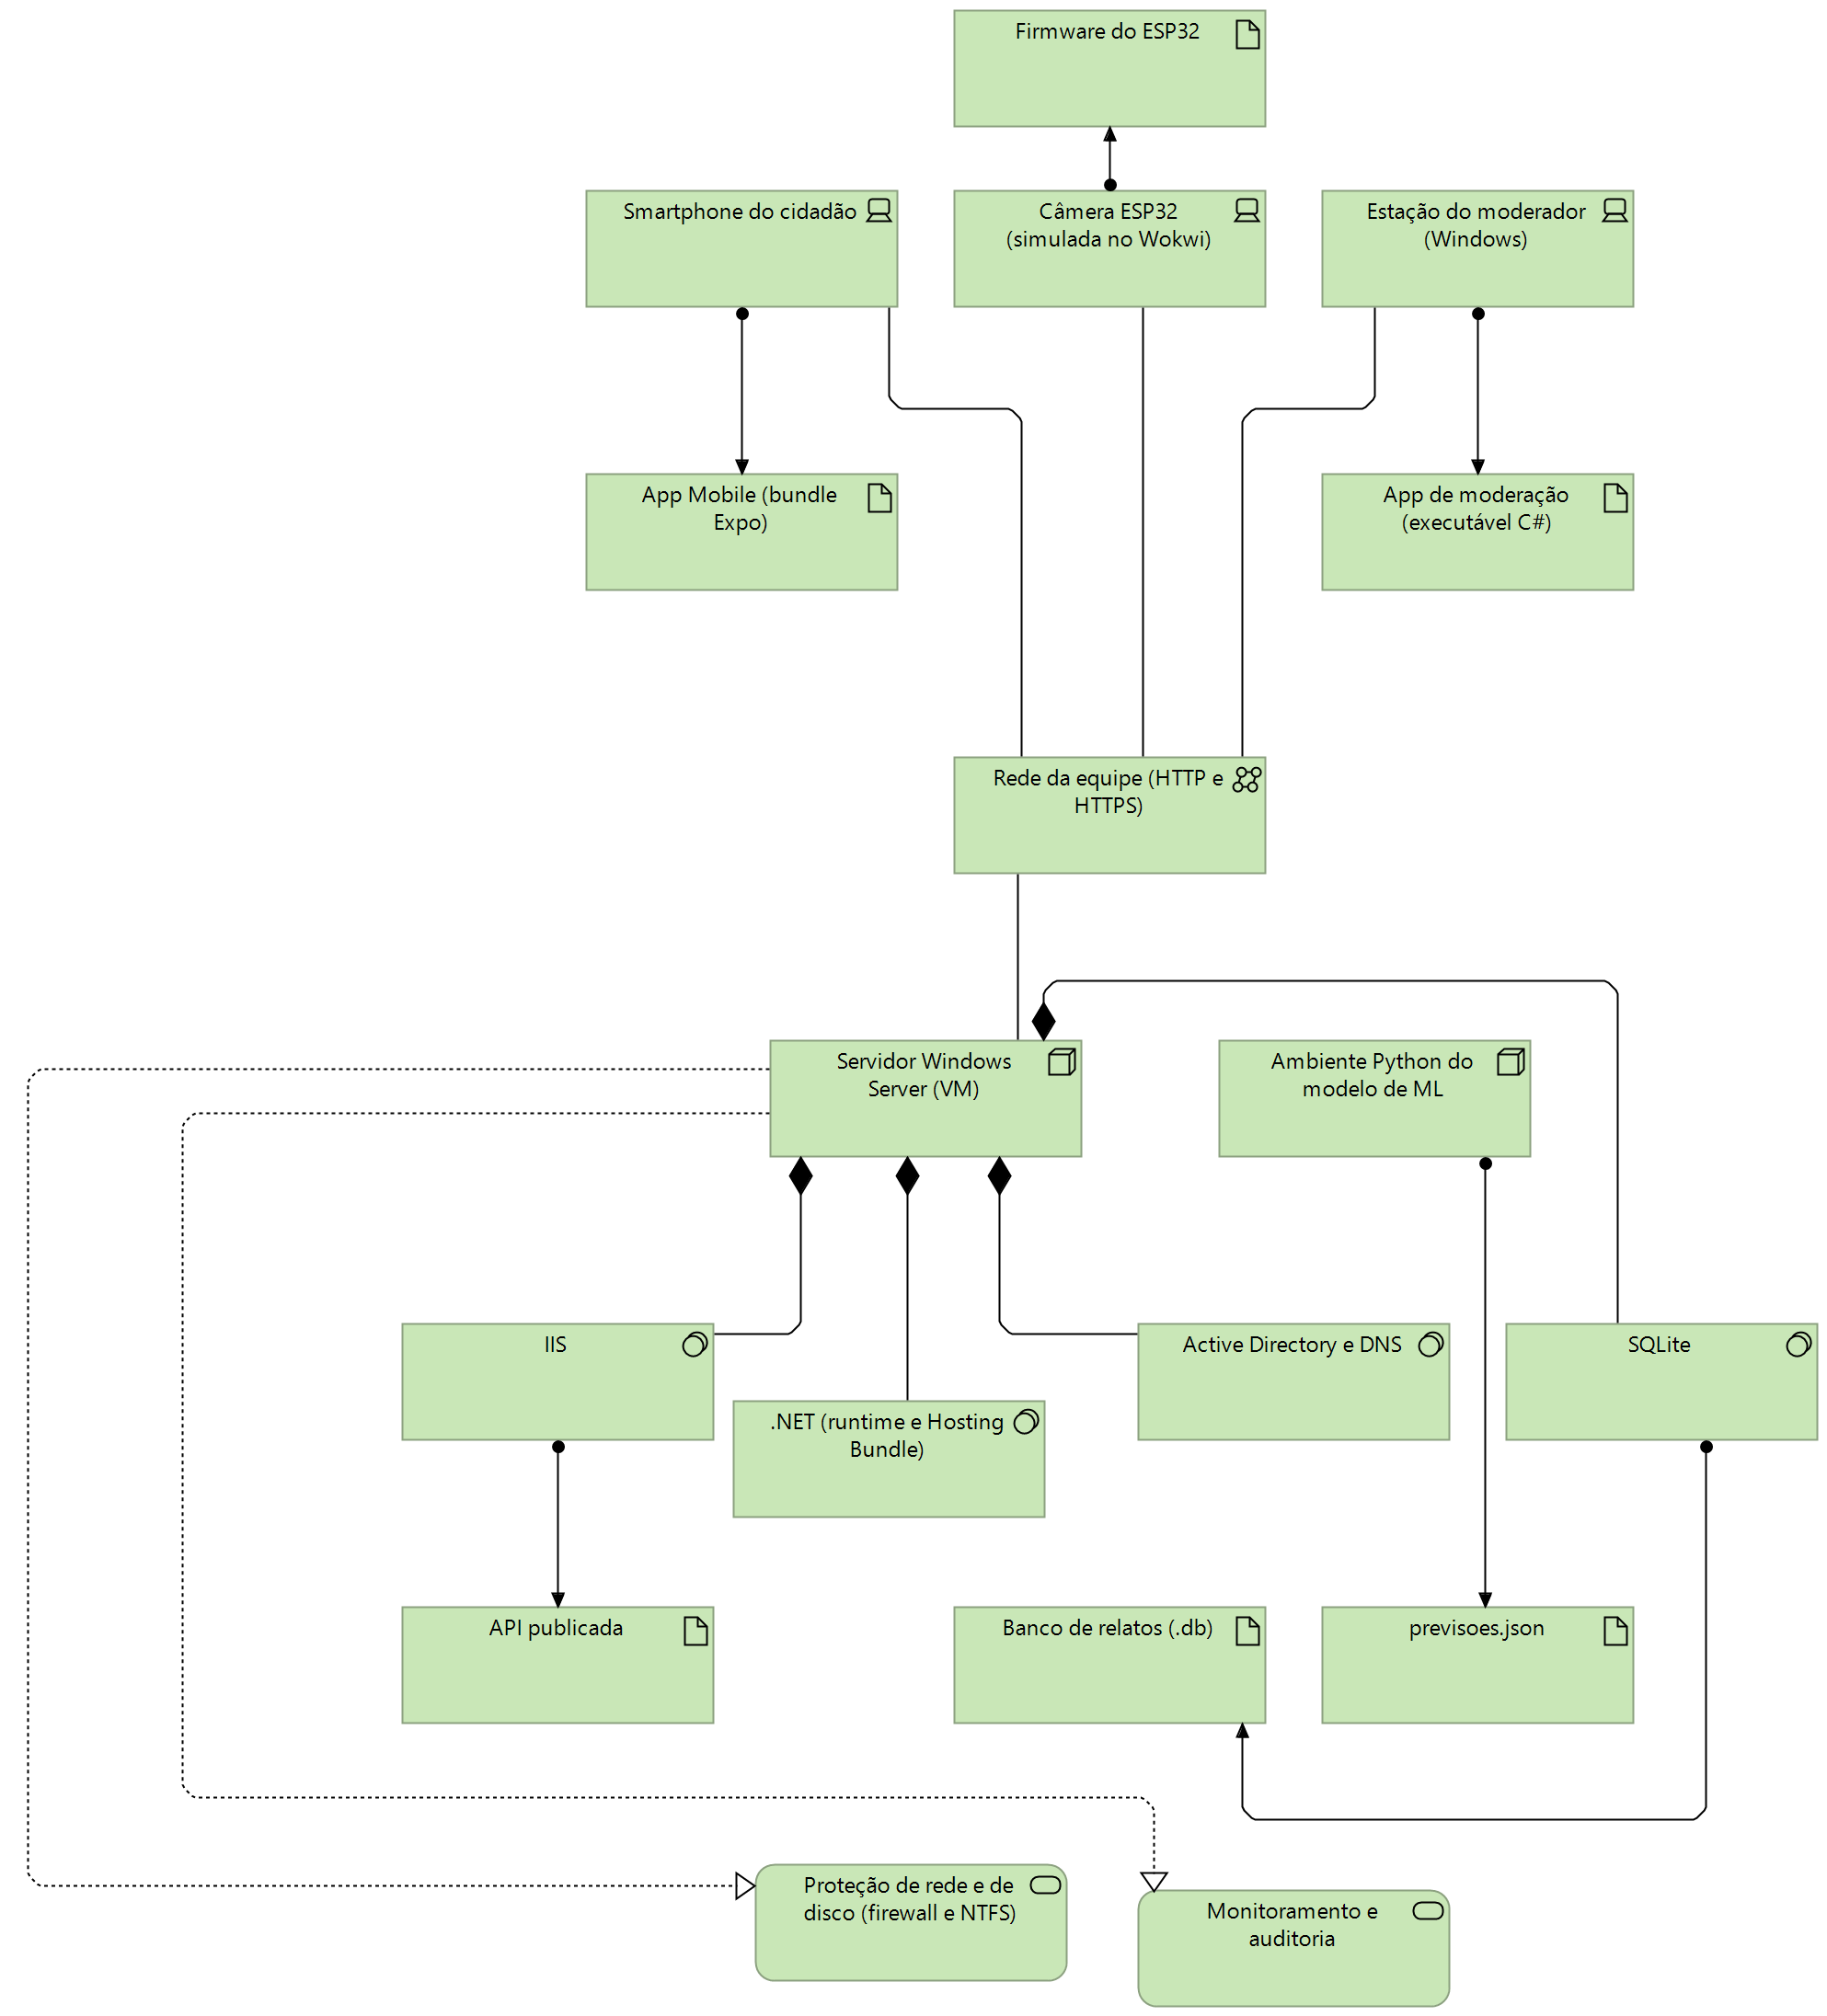 Firmware do ESP32
Smartphone do cidadão
Câmera ESP32
(simulada no Wokwi)
Estação do moderador
(Windows)
App Mobile (bundle
Expo)
App de moderação
(executável C#)
Rede da equipe (HTTP e
HTTPS)
Servidor Windows
Server (VM)
Ambiente Python do
modelo de ML
IIS
.NET (runtime e Hosting
Bundle)
Active Directory e DNS
SQLite
API publicada
Banco de relatos (.db)
previsoes.json
Proteção de rede e de
disco (firewall e NTFS)
Monitoramento e
auditoria